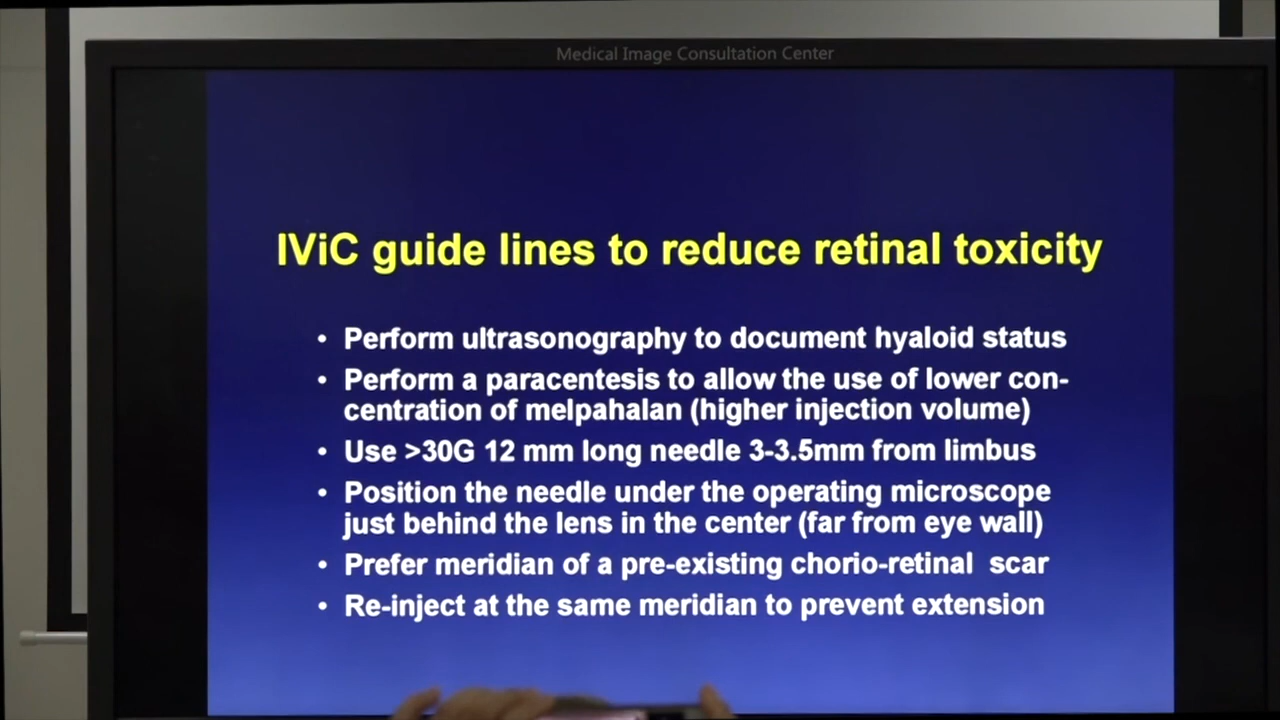 Medical Image Consultation Center
IViC guide lines to reduce retinal toxicity
• Perform ultrasonography to document hyaloid status
• Perform a paracentesis to allow the use of lower con-
centration of melpahalan (higher injection volume)
• Use >30G 12 mm long needle 3-3.5mm from limbus
• Position the needle under the operating microscope
just behind the lens in the center (far from eye wall)
• Prefer meridian of a pre-existing chorio-retinal scar
• Re-inject at the same meridian to prevent extension